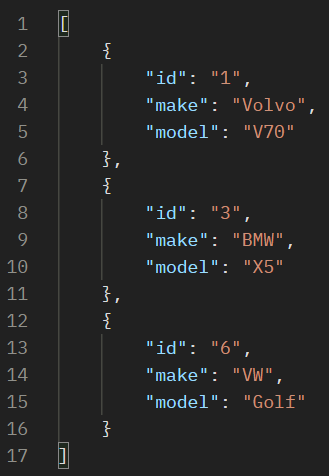 1 [
2     {
3         "id": "1",
4         "make": "Volvo",
5         "model": "V70"
6     },
7     {
8         "id": "3",
9         "make": "BMW",
10         "model": "X5"
11     },
12     {
13         "id": "6",
14         "make": "VW",
15         "model": "Golf"
16     }
17 ]